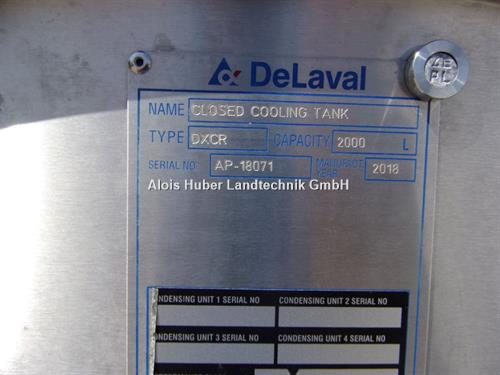 DeLaval
NAME CLOSED COOLING TANK
TYPE DXCR CAPACITY 2000 L
SERIAL NO AP-18071 MANUFACT. YEAR 2018
Alois Huber Landtechnik GmbH
CONDENSING UNIT 1 SERIAL NO CONDENSING UNIT 2 SERIAL NO
CONDENSING UNIT 3 SERIAL NO CONDENSING UNIT 4 SERIAL NO